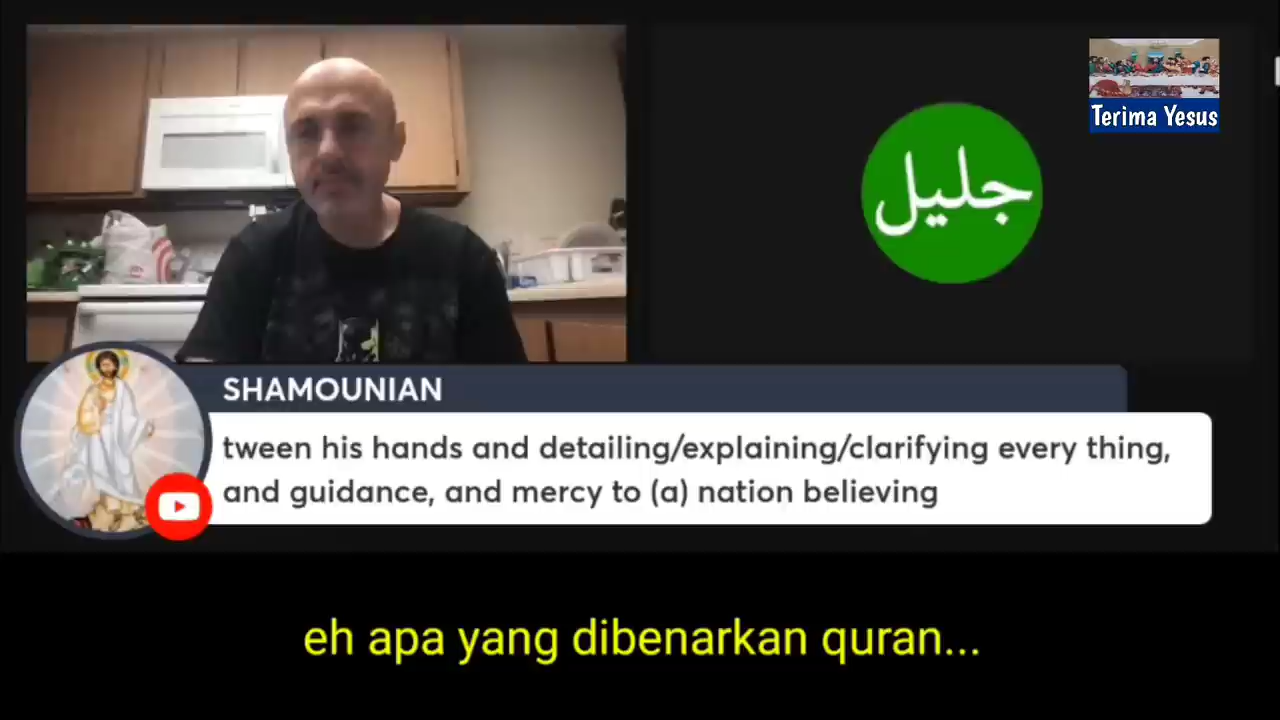 Terima Yesus
جليل
SHAMOUNIAN
tween his hands and detailing/explaining/clarifying every thing,
and guidance, and mercy to (a) nation believing
eh apa yang dibenarkan quran...